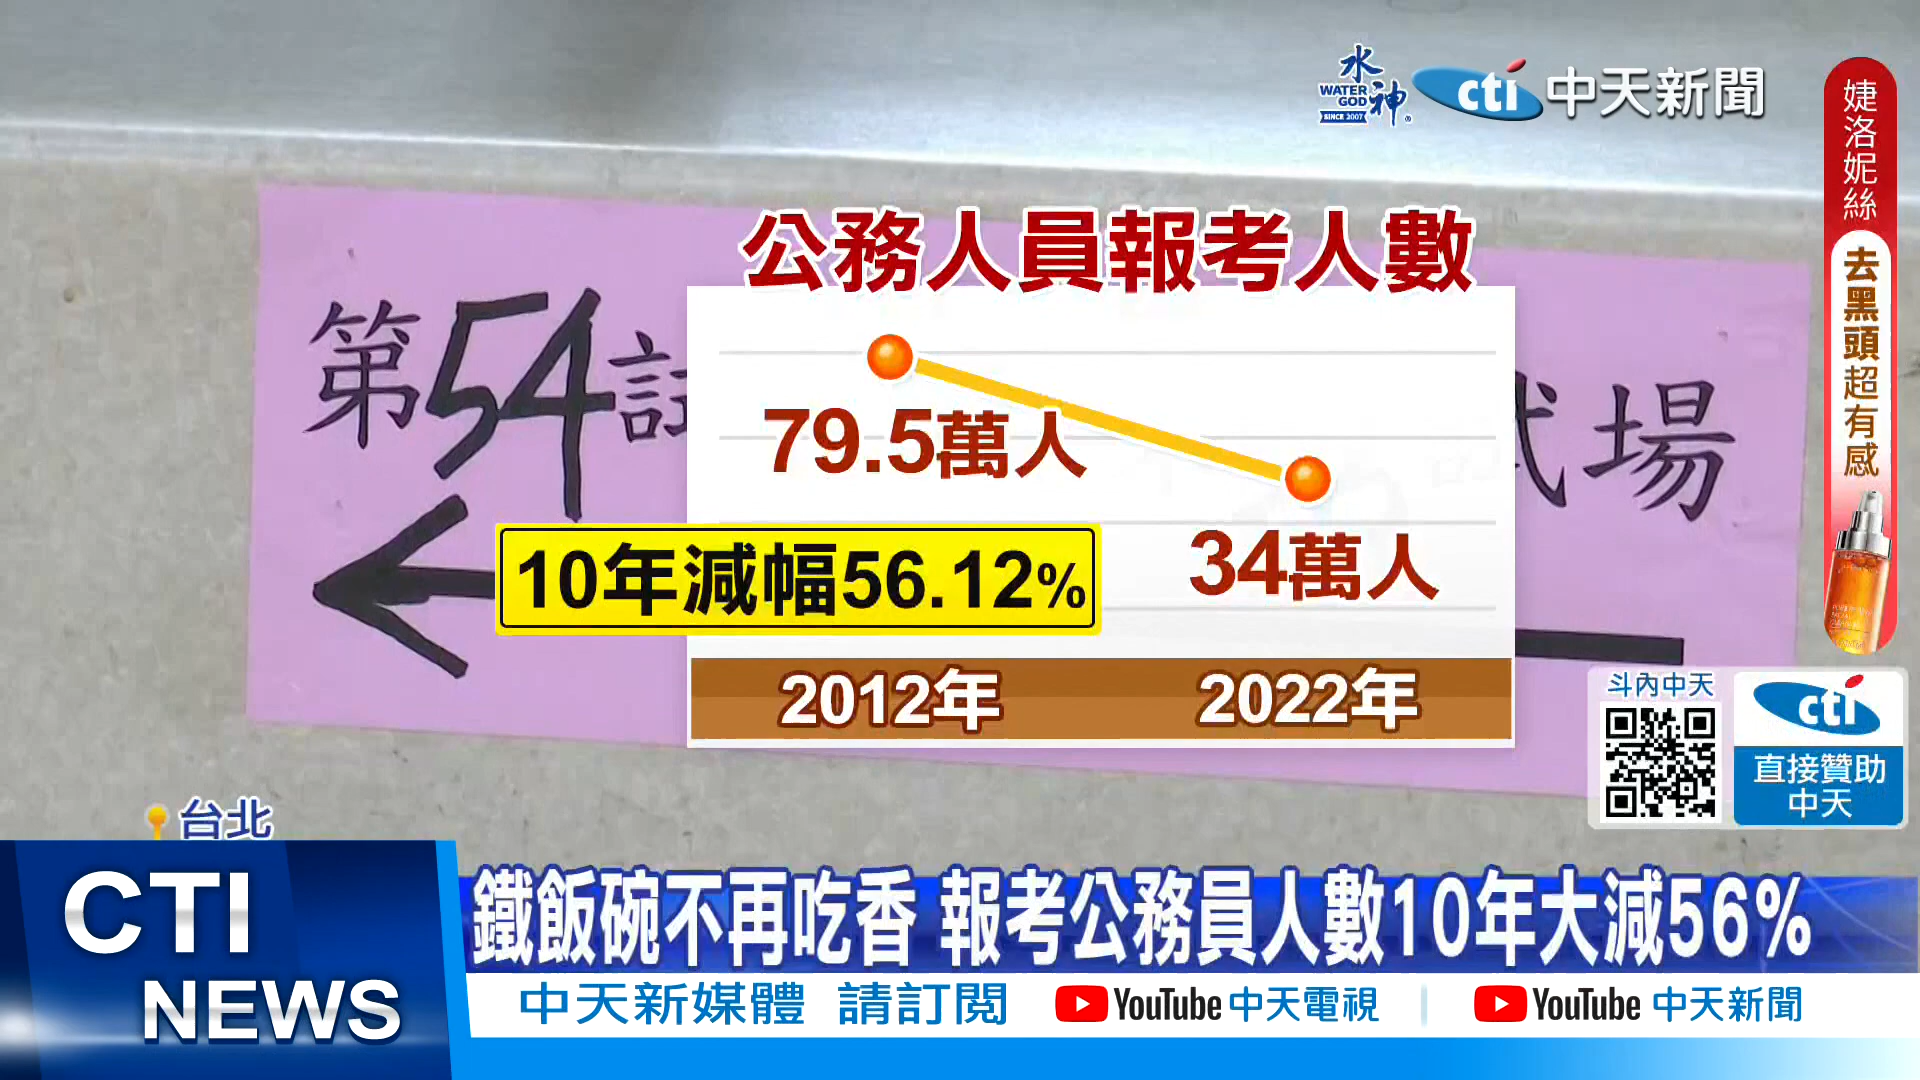 水神
WATER GOD
SINCE 2007
cti 中天新聞
婕洛妮絲
去黑頭超有感
公務人員報考人數
第54試
試場
79.5萬人
34萬人
10年減幅56.12%
2012年
2022年
斗內中天
cti
直接贊助
中天
台北
CTI
NEWS
鐵飯碗不再吃香 報考公務員人數10年大減56%
中天新媒體 請訂閱 YouTube 中天電視 YouTube 中天新聞